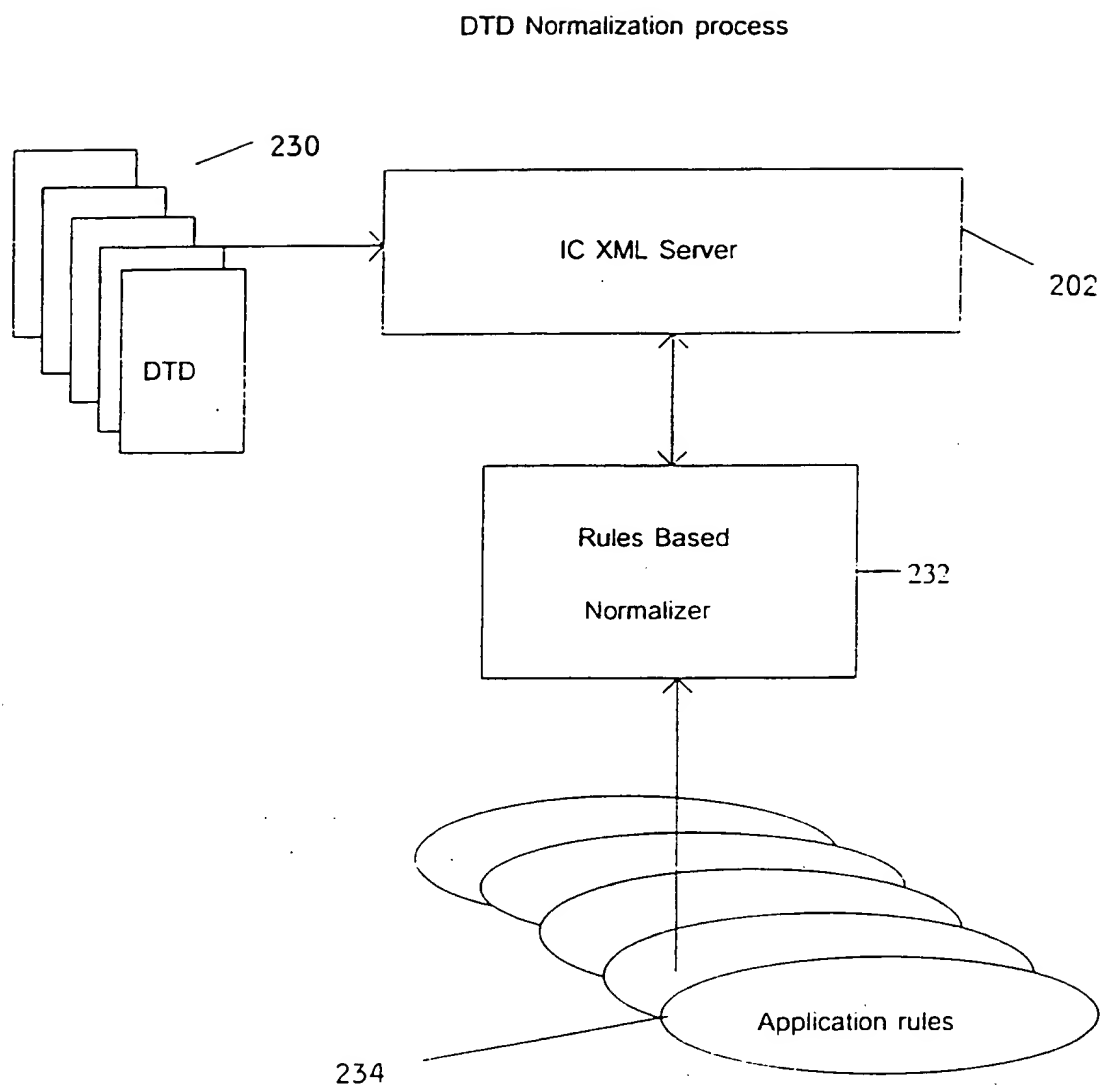 DTD Normalization process
230
IC XML Server
202
DTD
Rules Based
232
Normalizer
Application rules
234